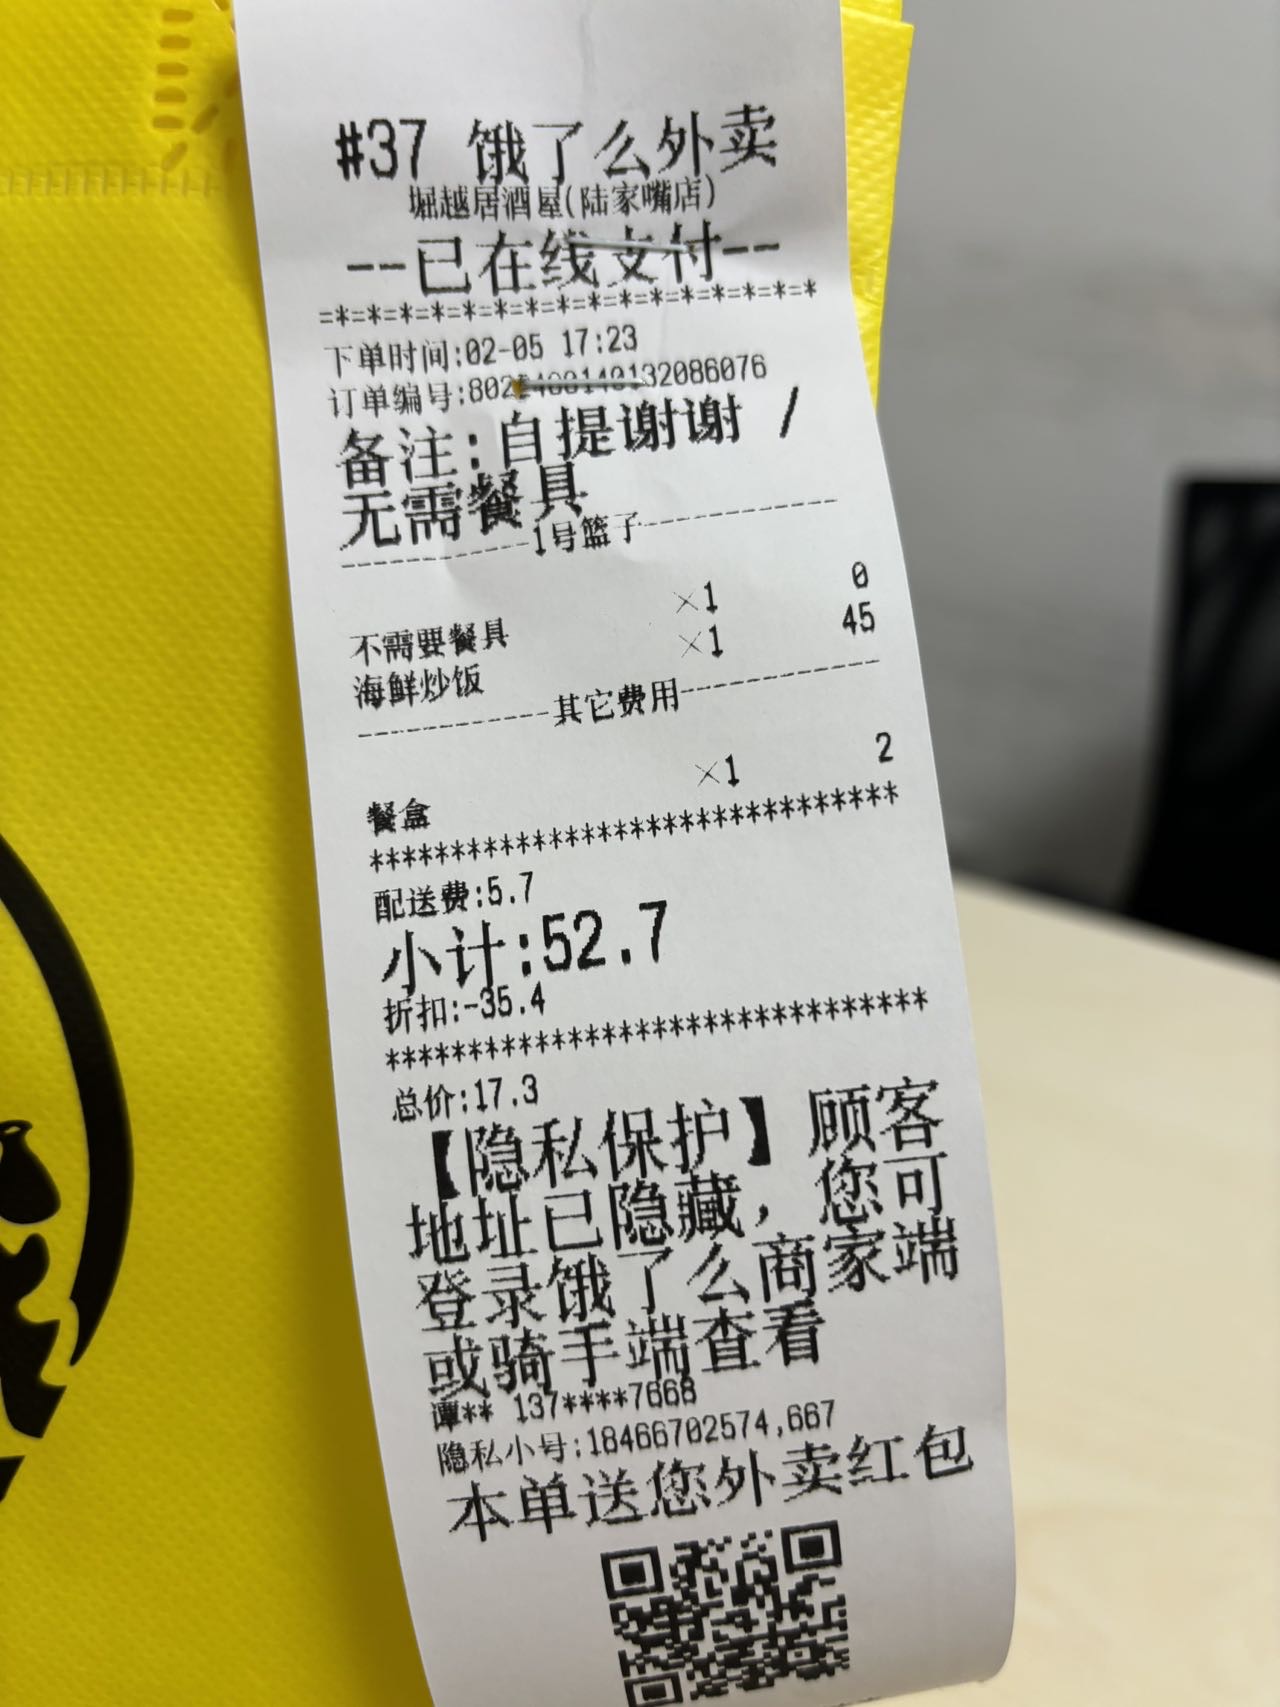 #37 饿了么外卖
堀越居酒屋(陆家嘴店)
--已在线支付--
=*=*=*=*=*=*=*=*=*=*=*=*=*=*=*=*
下单时间:02-05 17:23
订单编号:
备注:自提谢谢 /
无需餐具
1号篮子
×1 0
不需要餐具
×1 45
海鲜炒饭
其它费用
×1 2
餐盒
********************************
配送费:5.7
小计:52.7
折扣:-35.4
********************************
总价:17.3
【隐私保护】顾客
地址已隐藏，您可
登录饿了么商家端
或骑手端查看
谭** 137****7668
隐私小号:18466702574,667
本单送您外卖红包